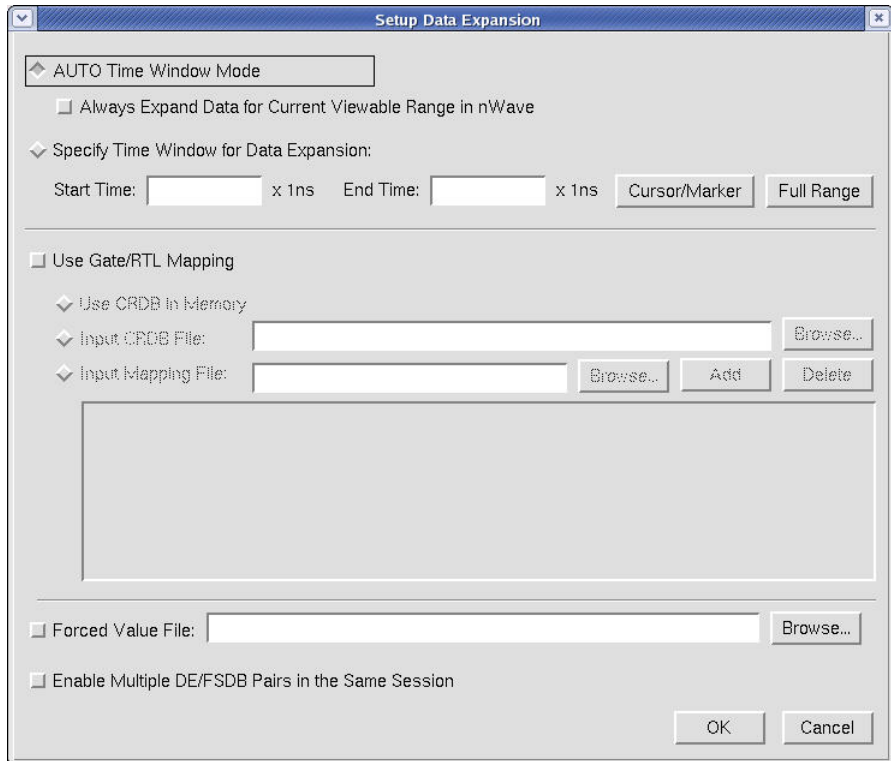 Setup Data Expansion
AUTO Time Window Mode
Always Expand Data for Current Viewable Range in nWave
Specify Time Window for Data Expansion:
Start Time: x 1ns End Time: x 1ns Cursor/Marker Full Range
Use Gate/RTL Mapping
Use CRDB In Memory
Input CRDB File: Browse...
Input Mapping File: Browse... Add Delete
Forced Value File: Browse...
Enable Multiple DE/FSDB Pairs in the Same Session
OK Cancel